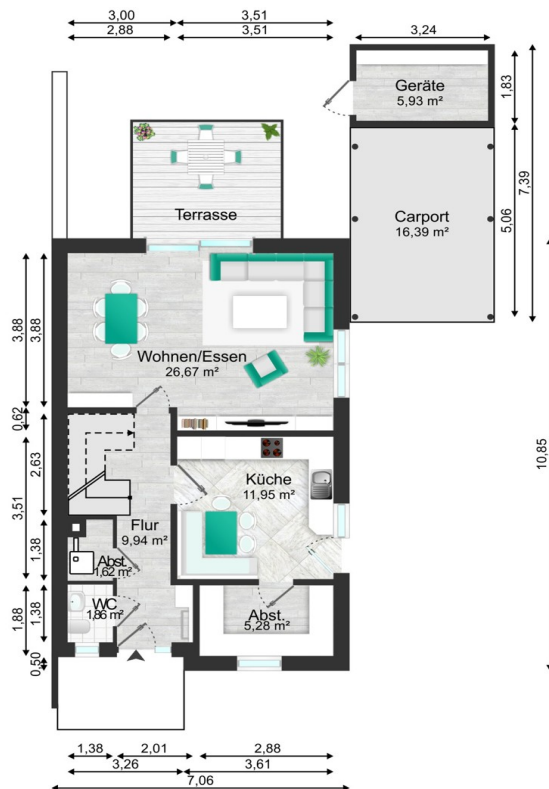 3,00
3,51
2,88
3,51
3,24
Geräte
5,93 m²
1,83
7,39
Terrasse
Carport
16,39 m²
5,06
3,88
3,88
Wohnen/Essen
26,67 m²
0,62
2,63
3,51
10,85
Küche
11,95 m²
Flur
9,94 m²
1,38
Abst.
1,62 m²
WC
1,86 m²
1,88
1,38
Abst.
5,28 m²
0,50
1,38
2,01
2,88
3,26
3,61
7,06